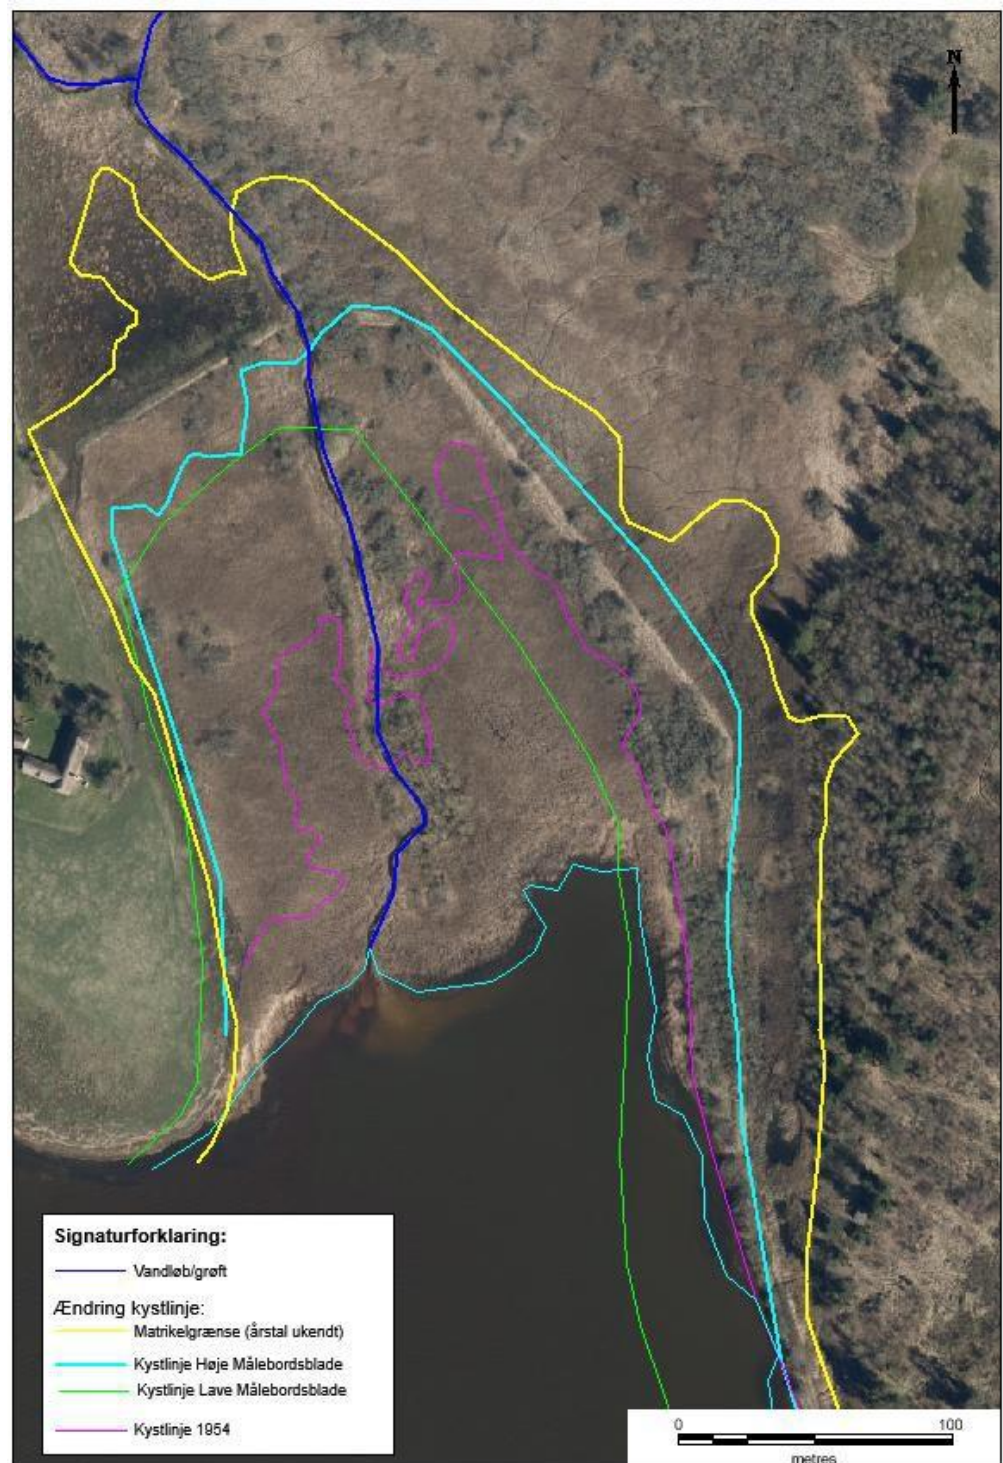 N
Signaturforklaring:
Vandløb/grøft
Ændring kystlinje:
Matrikelgrænse (årstal ukendt)
Kystlinje Høje Målebordsblade
Kystlinje Lave Målebordsblade
Kystlinje 1954
0 100
metres